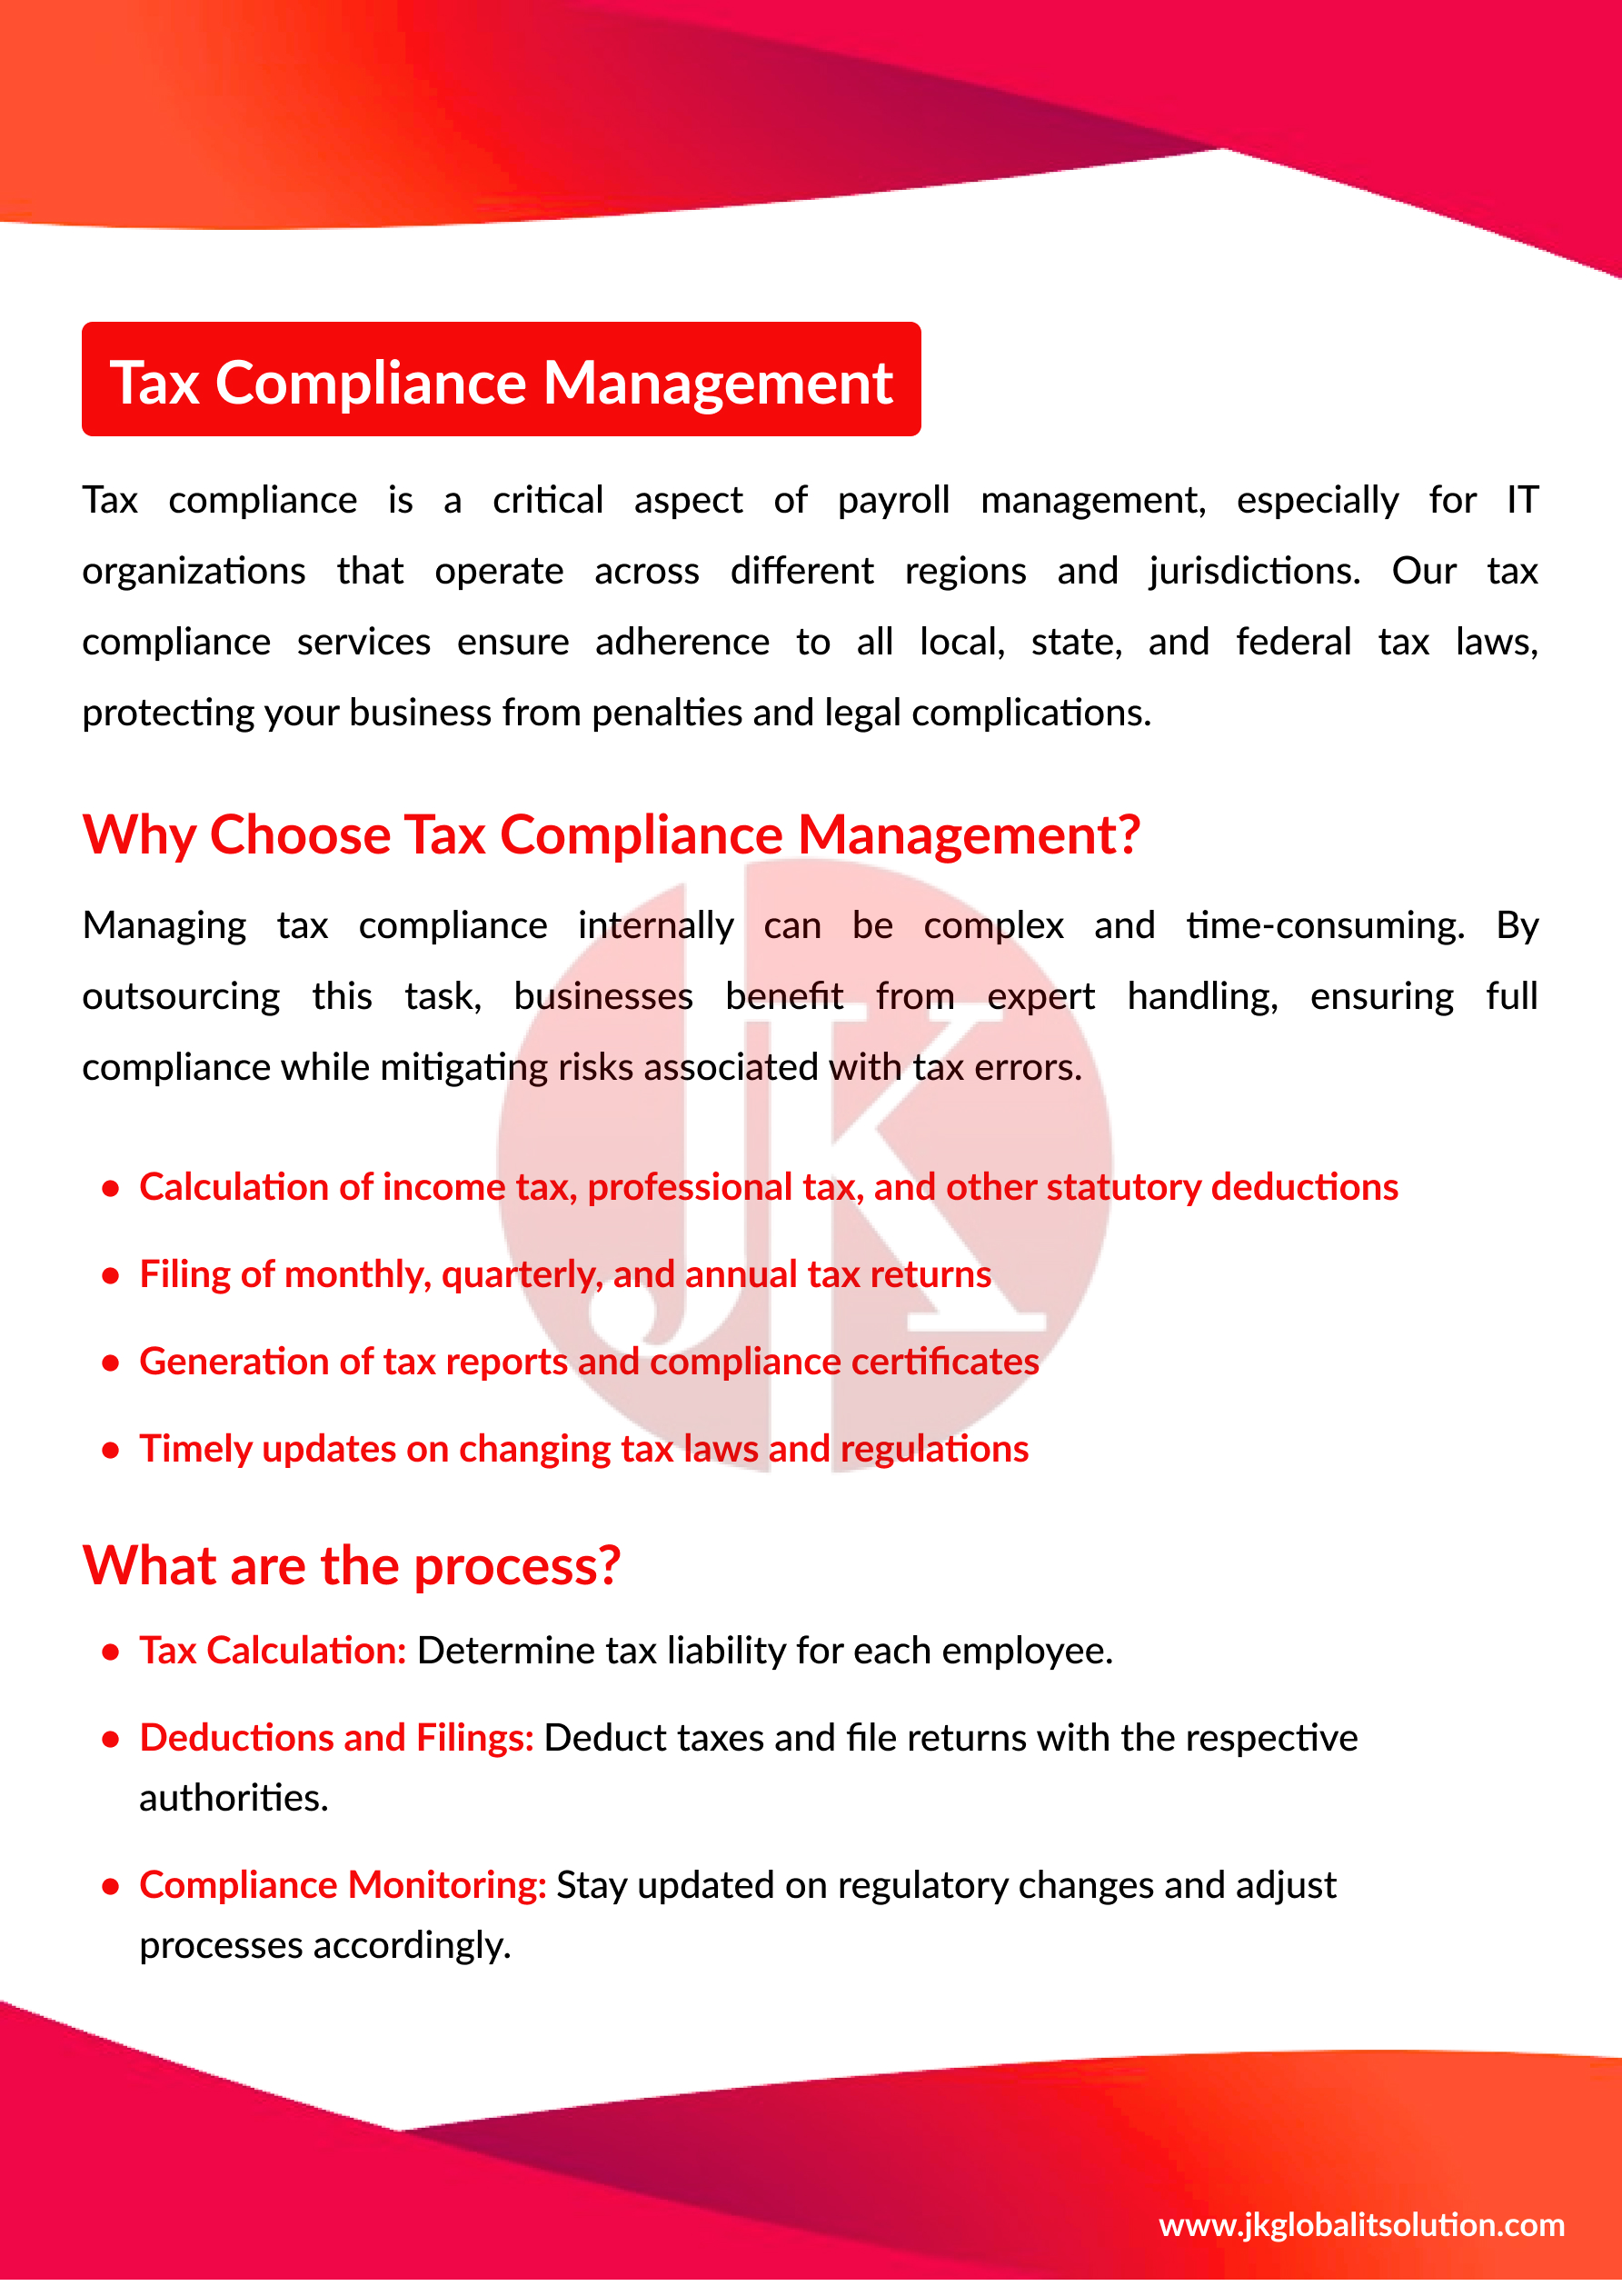 Tax Compliance Management
Tax compliance is a critical aspect of payroll management, especially for IT
organizations that operate across different regions and jurisdictions. Our tax
compliance services ensure adherence to all local, state, and federal tax laws,
protecting your business from penalties and legal complications.
Why Choose Tax Compliance Management?
Managing tax compliance internally can be complex and time-consuming. By
outsourcing this task, businesses benefit from expert handling, ensuring full
compliance while mitigating risks associated with tax errors.
JK
• Calculation of income tax, professional tax, and other statutory deductions
• Filing of monthly, quarterly, and annual tax returns
• Generation of tax reports and compliance certificates
• Timely updates on changing tax laws and regulations
What are the process?
• Tax Calculation: Determine tax liability for each employee.
• Deductions and Filings: Deduct taxes and file returns with the respective
authorities.
• Compliance Monitoring: Stay updated on regulatory changes and adjust
processes accordingly.
www.jkglobalitsolution.com